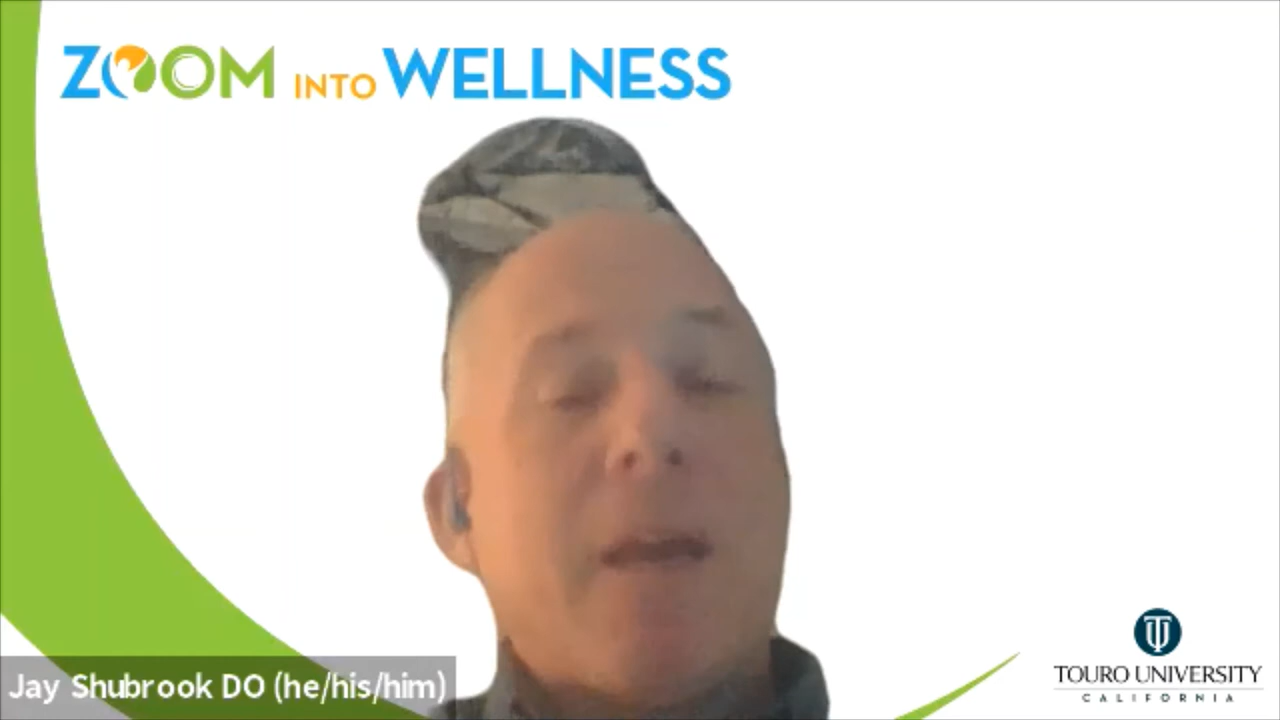 ZOOM INTO WELLNESS
Jay Shubrook DO (he/his/him)
TOURO UNIVERSITY
CALIFORNIA